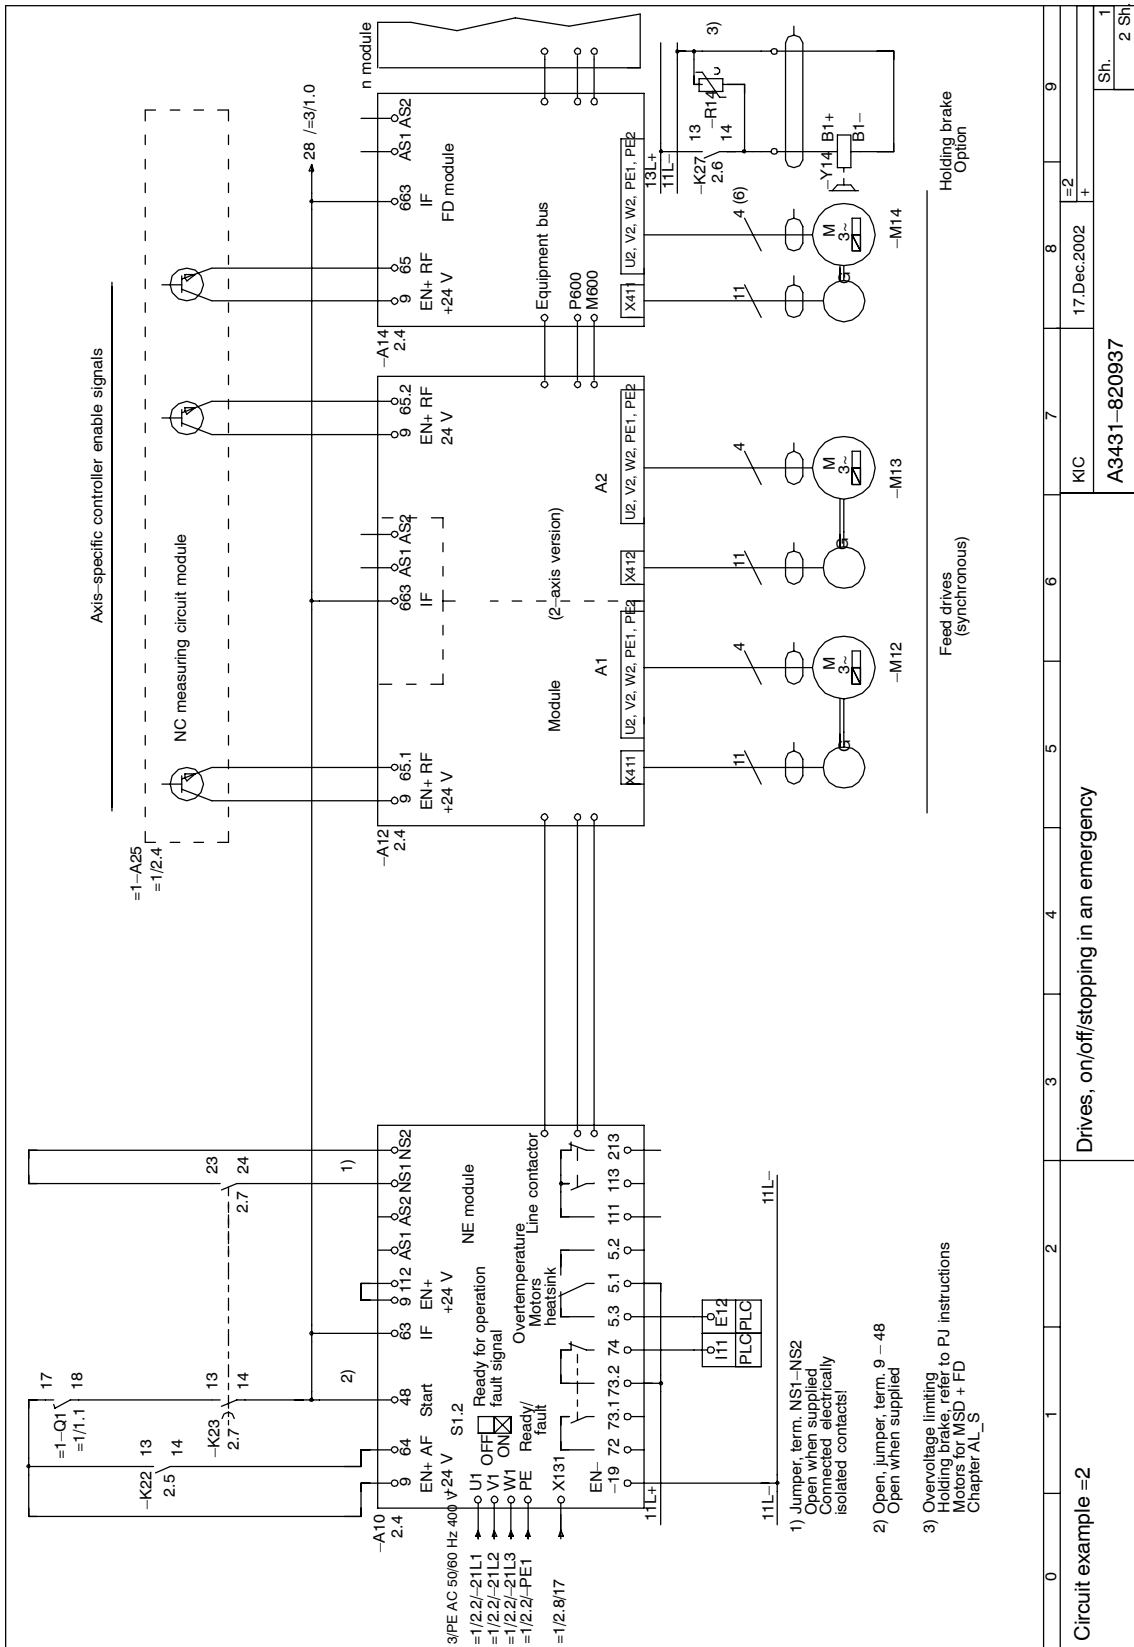 Axis-specific controller enable signals
=1–A25
=1/2.4
NC measuring circuit module
17
=1–Q1
=1/1.1
18
13
–K22
2.5
14
13
–K23
2.7
14
23
2.7
24
2)
1)
28 /=3/1.0
–A10
2.4
9 64 48 63 9 112 AS1 AS2 NS1 NS2
EN+ AF Start IF EN+
+24 V
+24 V
NE module
S1.2
OFF
ON
Ready for operation
fault signal
Ready/
fault
Overtemperature
Motors
heatsink
Line contactor
3/PE AC 50/60 Hz 400 V
=1/2.2/–21L1
=1/2.2/–21L2
=1/2.2/–21L3
=1/2.2/–PE1
=1/2.8/17
U1
V1
W1
PE
X131
EN–
–19 72 73.1 73.2 74 5.3 5.1 5.2 111 113 213
11L+
I11 E12
PLC PLC
11L–
11L–
–A12
2.4
9 65.1 663 AS1 AS2 9 65.2
EN+ RF IF EN+ RF
+24 V
24 V
Module
(2–axis version)
A1
A2
X411
U2, V2, W2, PE1, PE2
X412
U2, V2, W2, PE1, PE2
11
4
11
4
G
M
3~
G
M
3~
–M12
–M13
–A14
2.4
9 65 663 AS1 AS2
EN+ RF IF
+24 V
FD module
n module
Equipment bus
P600
M600
X411
U2, V2, W2, PE1, PE2
11
4 (6)
G
M
3~
–M14
13L+
11L–
–K27
2.6
13
14
–R14
U
3)
–Y14
B1+
B1–
Feed drives
(synchronous)
Holding brake
Option
1) Jumper, term. NS1–NS2
Open when supplied
Connected electrically
isolated contacts!
2) Open, jumper, term. 9 – 48
Open when supplied
3) Overvoltage limiting
Holding brake, refer to PJ instructions
Motors for MSD + FD
Chapter AL_S
0 1 2 3 4 5 6 7 8 9
Circuit example =2
Drives, on/off/stopping in an emergency
KIC
17.Dec.2002
=2
+
A3431–820937
Sh. 1
2 Sh.